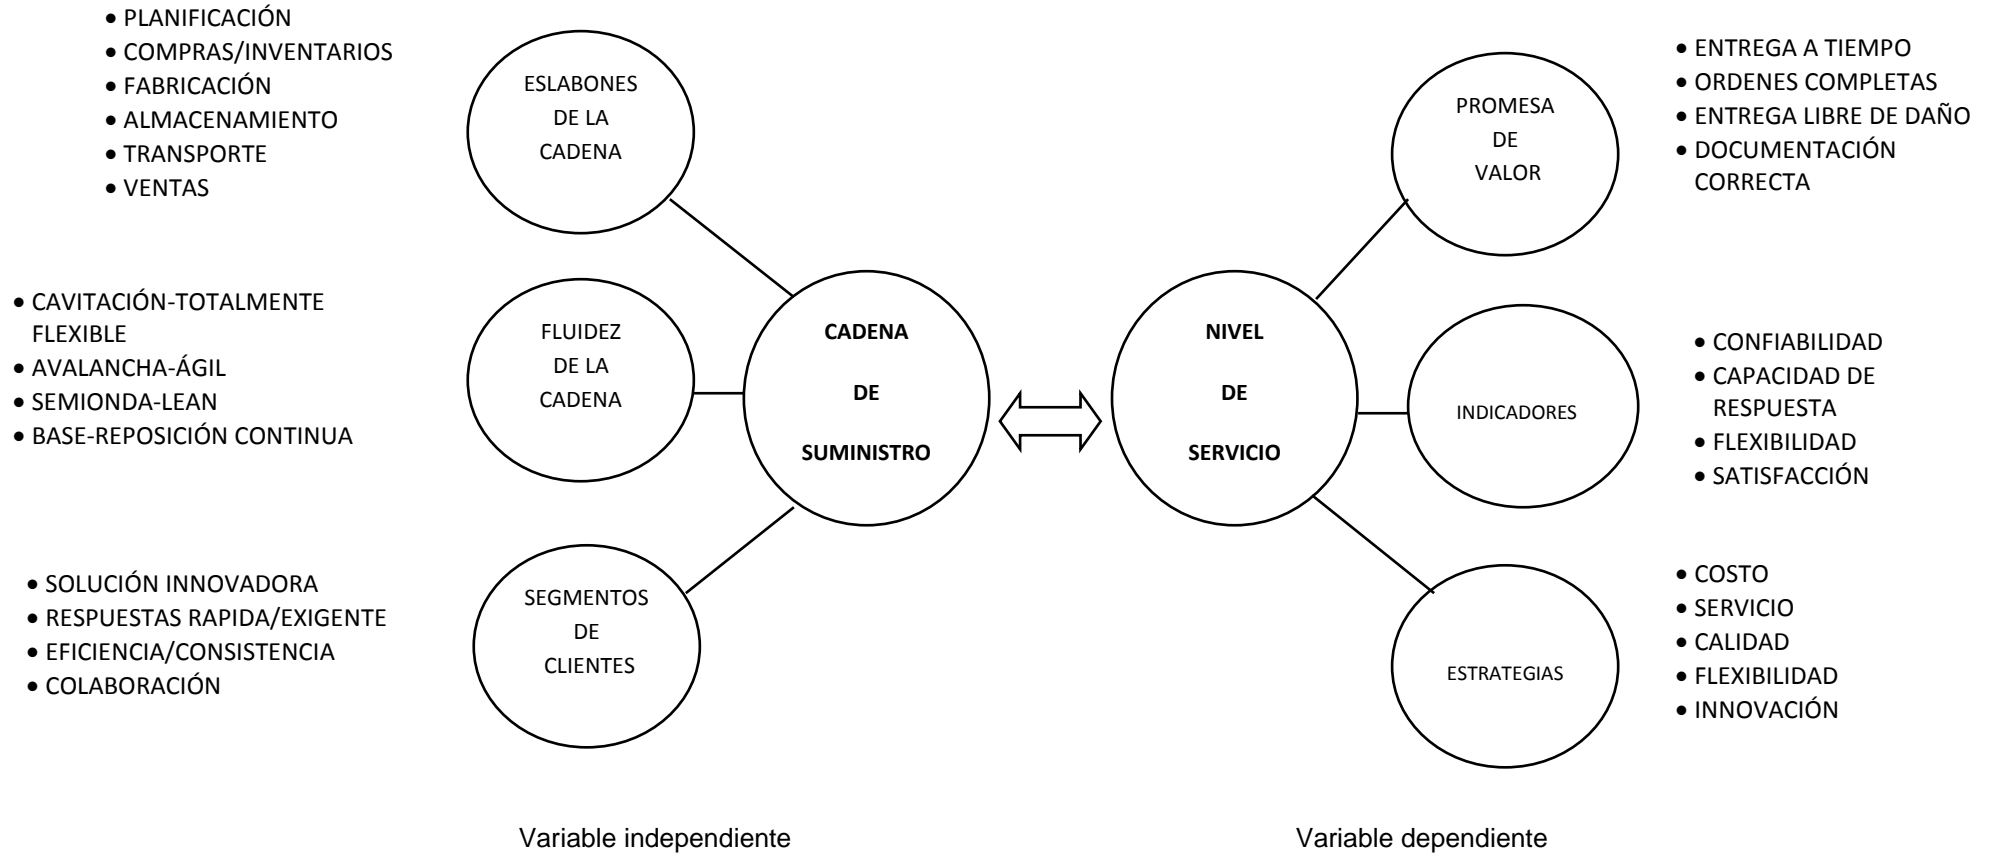 • PLANIFICACIÓN
• COMPRAS/INVENTARIOS
• FABRICACIÓN
• ALMACENAMIENTO
• TRANSPORTE
• VENTAS
ESLABONES
DE LA
CADENA
PROMESA
DE
VALOR
• ENTREGA A TIEMPO
• ORDENES COMPLETAS
• ENTREGA LIBRE DE DAÑO
• DOCUMENTACIÓN
CORRECTA
• CAVITACIÓN-TOTALMENTE
FLEXIBLE
• AVALANCHA-ÁGIL
• SEMIONDA-LEAN
• BASE-REPOSICIÓN CONTINUA
FLUIDEZ
DE LA
CADENA
CADENA
DE
SUMINISTRO
NIVEL
DE
SERVICIO
INDICADORES
• CONFIABILIDAD
• CAPACIDAD DE
RESPUESTA
• FLEXIBILIDAD
• SATISFACCIÓN
• SOLUCIÓN INNOVADORA
• RESPUESTAS RAPIDA/EXIGENTE
• EFICIENCIA/CONSISTENCIA
• COLABORACIÓN
SEGMENTOS
DE
CLIENTES
ESTRATEGIAS
• COSTO
• SERVICIO
• CALIDAD
• FLEXIBILIDAD
• INNOVACIÓN
Variable independiente
Variable dependiente